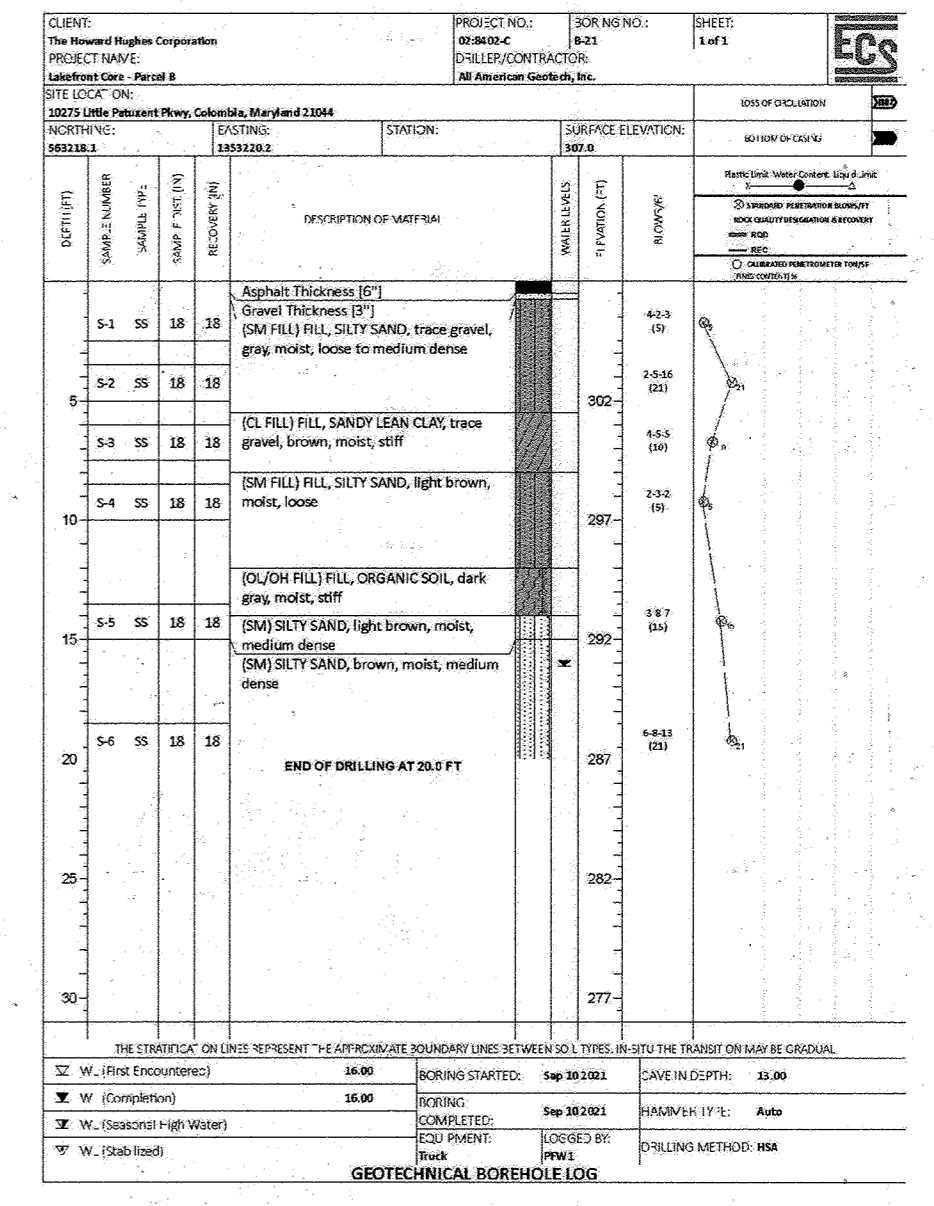 CLIENT:
The Howard Hughes Corporation
PROJECT NO.:
02:8402-C
BORING NO.:
B-21
SHEET:
1 of 1
ECS
PROJECT NAME:
Lakefront Core - Parcel B
DRILLER/CONTRACTOR:
All American Geotech, Inc.
SITE LOCATION:
10275 Little Patuxent Pkwy, Colombia, Maryland 21044
LOSS OF CIRCULATION
NORTHING:
563218.1
EASTING:
1353220.2
STATION:
SURFACE ELEVATION:
307.0
BOTTOM OF CASING
DEPTH (FT)
SAMPLE NUMBER
SAMPLE TYPE
SAMPLE DIST. (IN)
RECOVERY (IN)
DESCRIPTION OF MATERIAL
WATER LEVELS
ELEVATION (FT)
BLOWS/6"
Plastic Limit Water Content Liquid Limit
X △
STANDARD PENETRATION BLOWS/FT
ROCK QUALITY DESIGNATION & RECOVERY
RQD
REC
CALIBRATED PENETROMETER TON/SF
[FINES CONTENT] %
Asphalt Thickness [6"]
Gravel Thickness [3"]
(SM FILL) FILL, SILTY SAND, trace gravel,
gray, moist, loose to medium dense
S-1 SS 18 18
4-2-3
(5)
5
S-2 SS 18 18
2-5-16
(21)
21
5
302
(CL FILL) FILL, SANDY LEAN CLAY, trace
gravel, brown, moist, stiff
S-3 SS 18 18
4-5-5
(10)
(SM FILL) FILL, SILTY SAND, light brown,
moist, loose
S-4 SS 18 18
2-3-2
(5)
5
10
297
(OL/OH FILL) FILL, ORGANIC SOIL, dark
gray, moist, stiff
S-5 SS 18 18
3-8-7
(15)
(SM) SILTY SAND, light brown, moist,
medium dense
15
292
(SM) SILTY SAND, brown, moist, medium
dense
S-6 SS 18 18
6-8-13
(21)
21
20
287
END OF DRILLING AT 20.0 FT
25
282
30
277
THE STRATIFICATION LINES REPRESENT THE APPROXIMATE BOUNDARY LINES BETWEEN SOIL TYPES. IN-SITU THE TRANSITION MAY BE GRADUAL
WL (First Encountered) 16.00
BORING STARTED: Sep 10 2021
CAVE IN DEPTH: 13.00
WL (Completion) 16.00
BORING
COMPLETED: Sep 10 2021
HAMMER TYPE: Auto
WL (Seasonal High Water)
EQUIPMENT:
Truck
LOGGED BY:
PFW1
DRILLING METHOD: HSA
WL (Stabilized)
GEOTECHNICAL BOREHOLE LOG